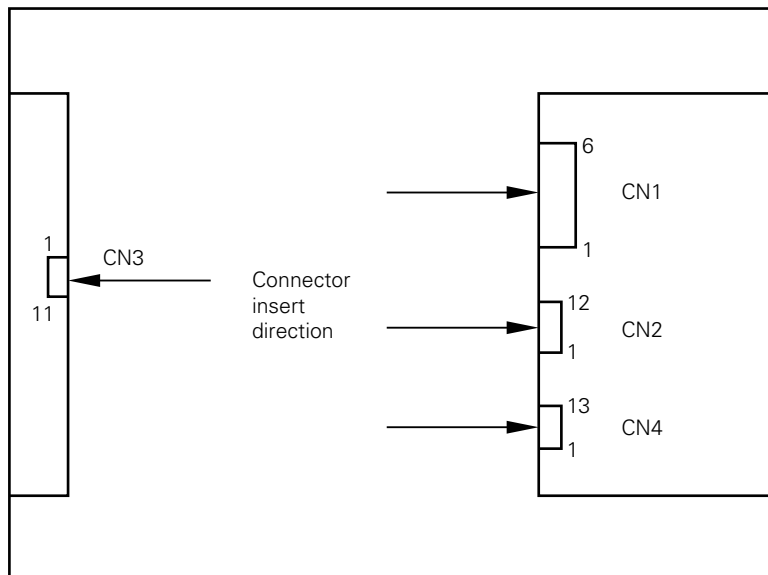 6
CN1
1
1
CN3
11
Connector
insert
direction
12
CN2
1
13
CN4
1